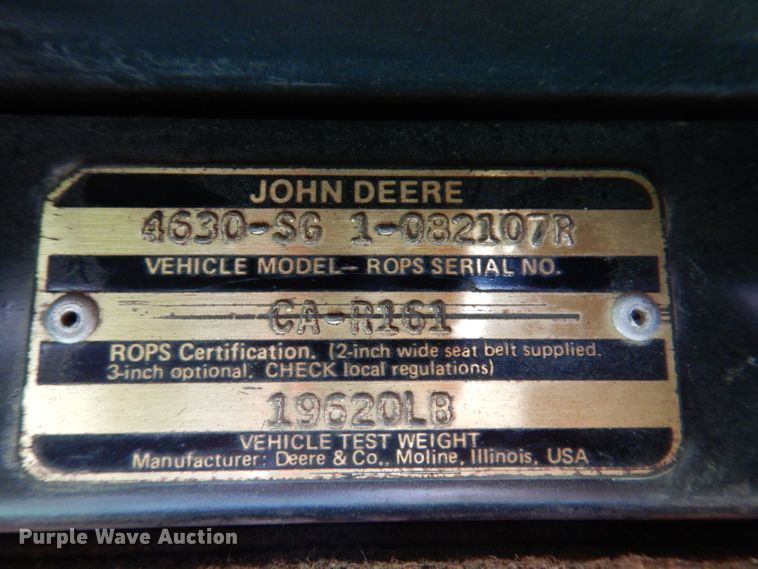 JOHN DEERE
4630-SG 1-082107R
VEHICLE MODEL- ROPS SERIAL NO.
CA-R161
ROPS Certification. (2-inch wide seat belt supplied.
3-inch optional. CHECK local regulations)
19620LB
VEHICLE TEST WEIGHT
Manufacturer: Deere & Co., Moline, Illinois, USA
Purple Wave Auction